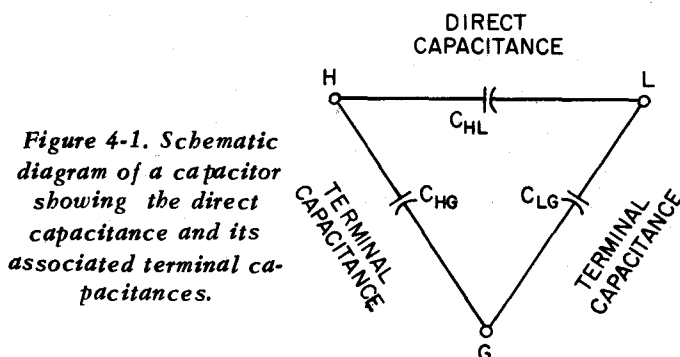 DIRECT
CAPACITANCE
H
L
C_HL
Figure 4-1. Schematic
diagram of a capacitor
showing the direct
capacitance and its
associated terminal ca-
pacitances.
C_HG
C_LG
TERMINAL
CAPACITANCE
TERMINAL
CAPACITANCE
G